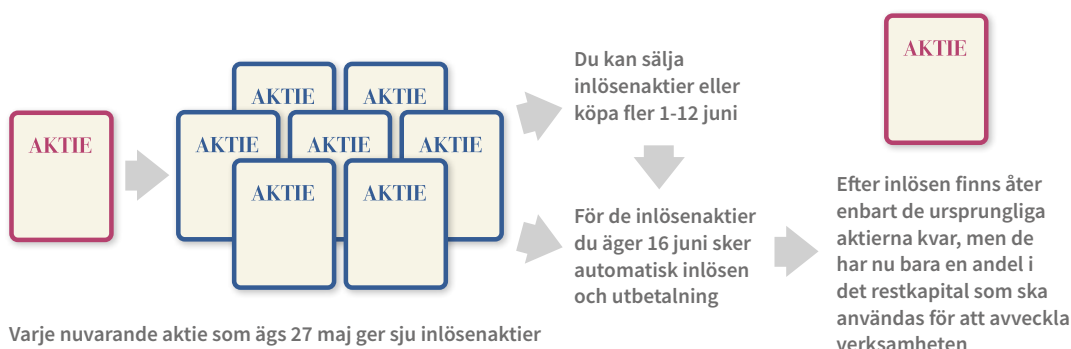 AKTIE
AKTIE
AKTIE
AKTIE
AKTIE
AKTIE
AKTIE
AKTIE
Varje nuvarande aktie som ägs 27 maj ger sju inlösenaktier
Du kan sälja
inlösenaktier eller
köpa fler 1-12 juni
För de inlösenaktier
du äger 16 juni sker
automatisk inlösen
och utbetalning
AKTIE
Efter inlösen finns åter
enbart de ursprungliga
aktierna kvar, men de
har nu bara en andel i
det restkapital som ska
användas för att avveckla
verksamheten